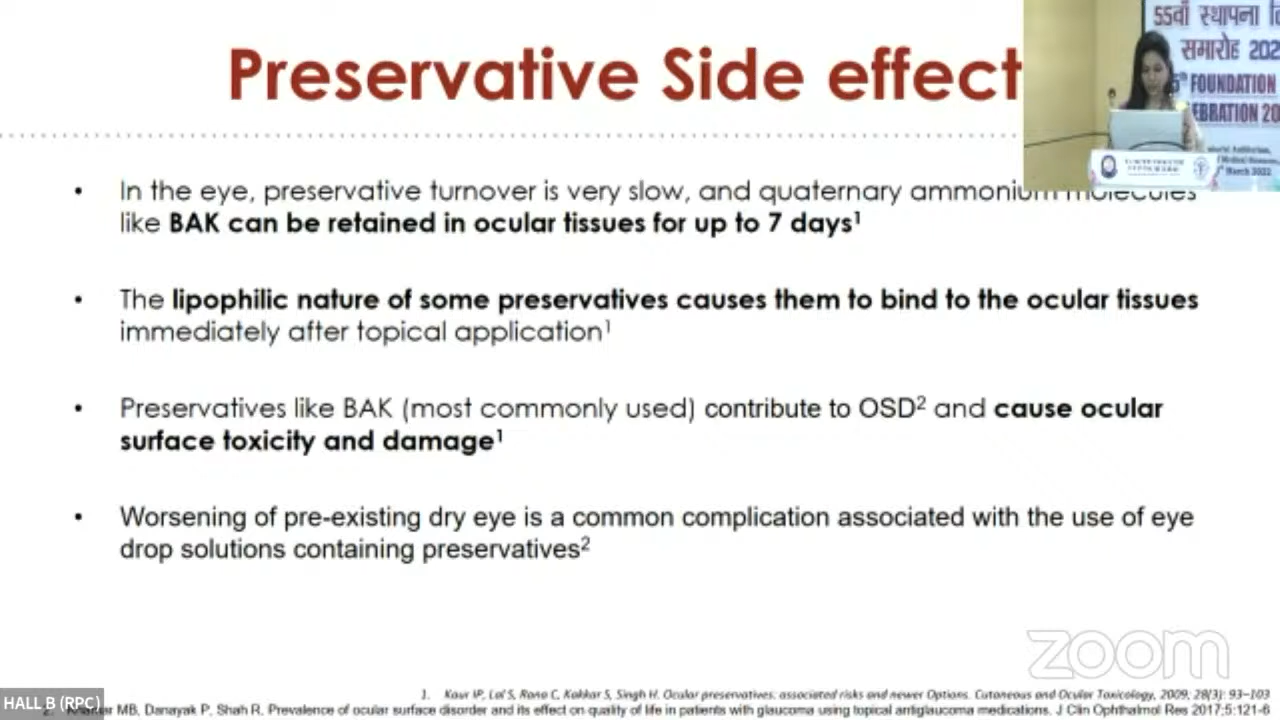 Preservative Side effect
55वाँ स्थापना
समारोह
FOUNDATION
• In the eye, preservative turnover is very slow, and quaternary ammonium molecules
like BAK can be retained in ocular tissues for up to 7 days¹
• The lipophilic nature of some preservatives causes them to bind to the ocular tissues
immediately after topical application¹
• Preservatives like BAK (most commonly used) contribute to OSD² and cause ocular
surface toxicity and damage¹
• Worsening of pre-existing dry eye is a common complication associated with the use of eye
drop solutions containing preservatives²
zoom
1. Kaur IP, Lal S, Rana C, Kakkar S, Singh H. Ocular preservatives: associated risks and newer Options. Cutaneous and Ocular Toxicology, 2009; 28(3): 93–103
HALL B (RPC)
MB, Danayak P, Shah R. Prevalence of ocular surface disorder and its effect on quality of life in patients with glaucoma using topical antiglaucoma medications. J Clin Ophthalmol Res 2017;5:121-6